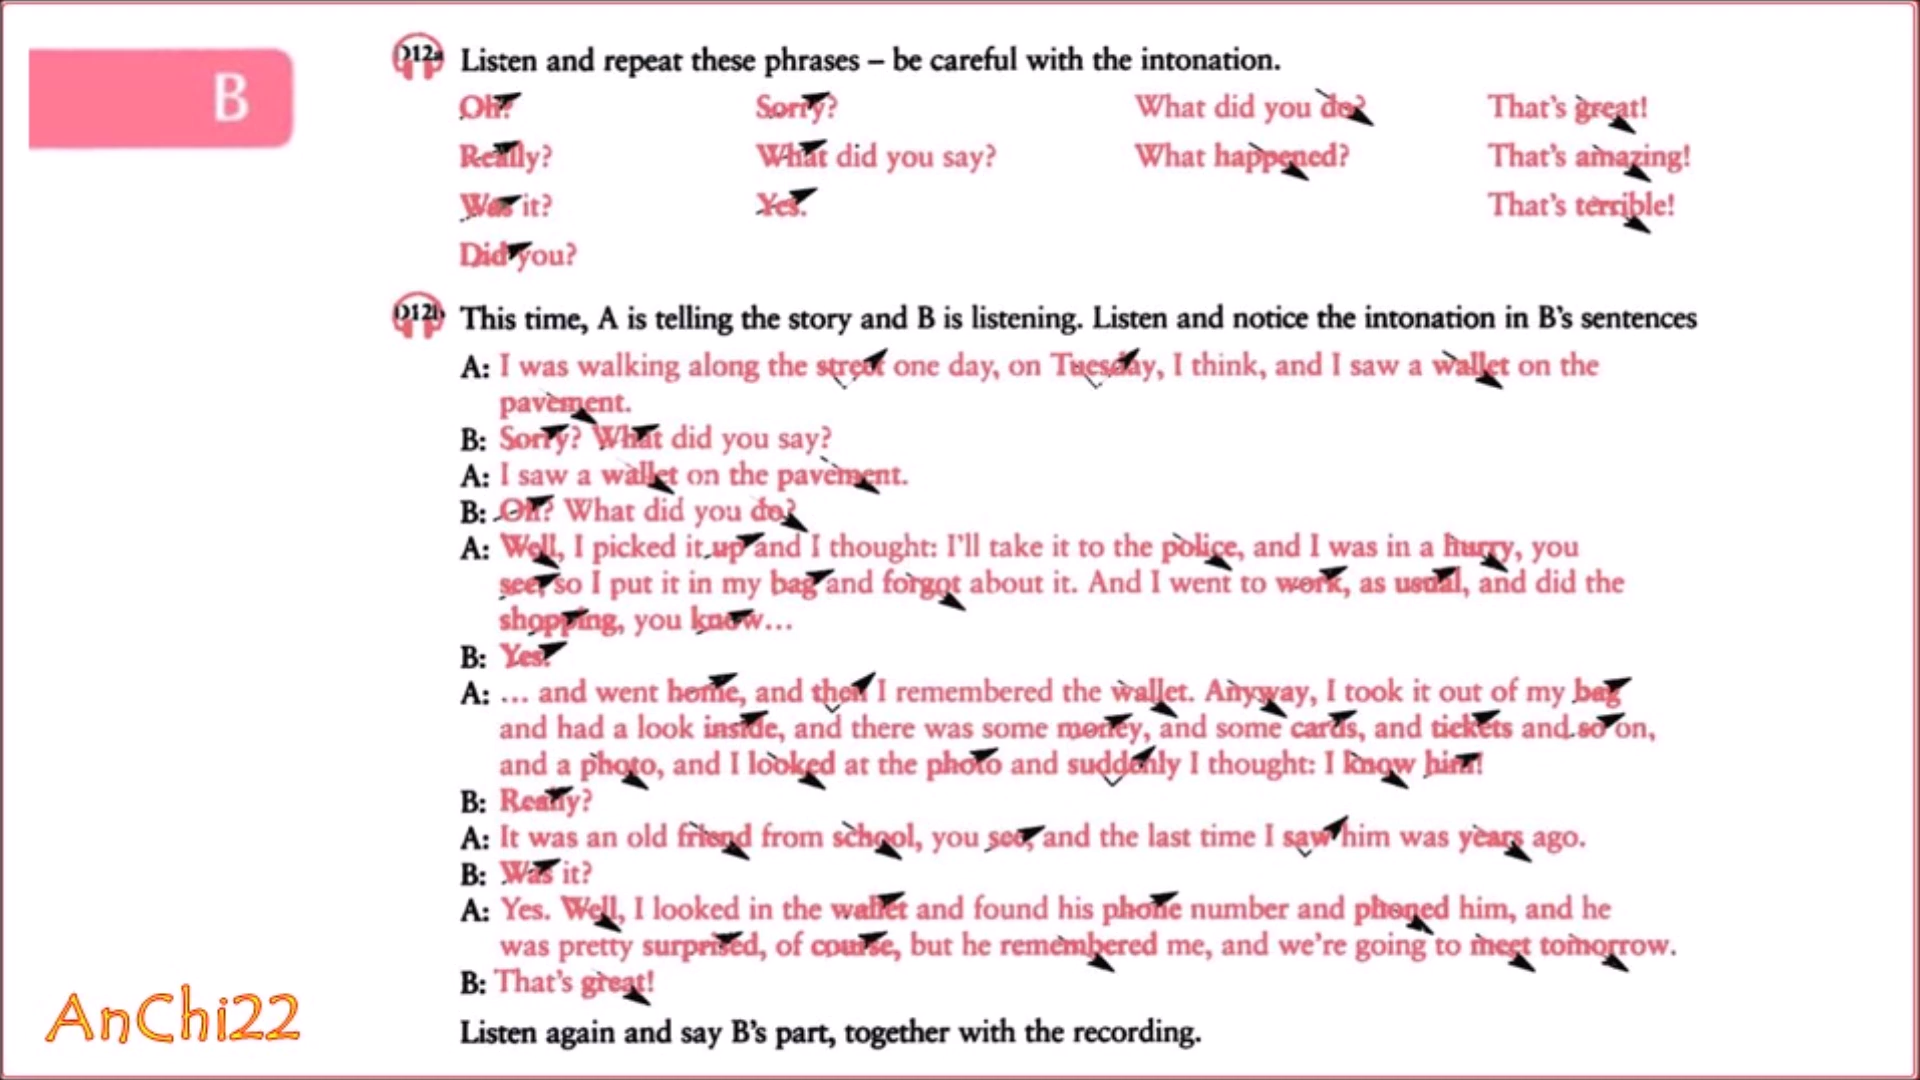 B
D12a Listen and repeat these phrases – be careful with the intonation.
Oh? Sorry? What did you do? That's great!
Really? What did you say? What happened? That's amazing!
Was it? Yes. That's terrible!
Did you?
D12b This time, A is telling the story and B is listening. Listen and notice the intonation in B's sentences
A: I was walking along the street one day, on Tuesday, I think, and I saw a wallet on the
pavement.
B: Sorry? What did you say?
A: I saw a wallet on the pavement.
B: Oh? What did you do?
A: Well, I picked it up and I thought: I'll take it to the police, and I was in a hurry, you
see, so I put it in my bag and forgot about it. And I went to work, as usual, and did the
shopping, you know…
B: Yes.
A: … and went home, and then I remembered the wallet. Anyway, I took it out of my bag
and had a look inside, and there was some money, and some cards, and tickets and so on,
and a photo, and I looked at the photo and suddenly I thought: I know him!
B: Really?
A: It was an old friend from school, you see, and the last time I saw him was years ago.
B: Was it?
A: Yes. Well, I looked in the wallet and found his phone number and phoned him, and he
was pretty surprised, of course, but he remembered me, and we're going to meet tomorrow.
B: That's great!
Listen again and say B's part, together with the recording.
AnChi22